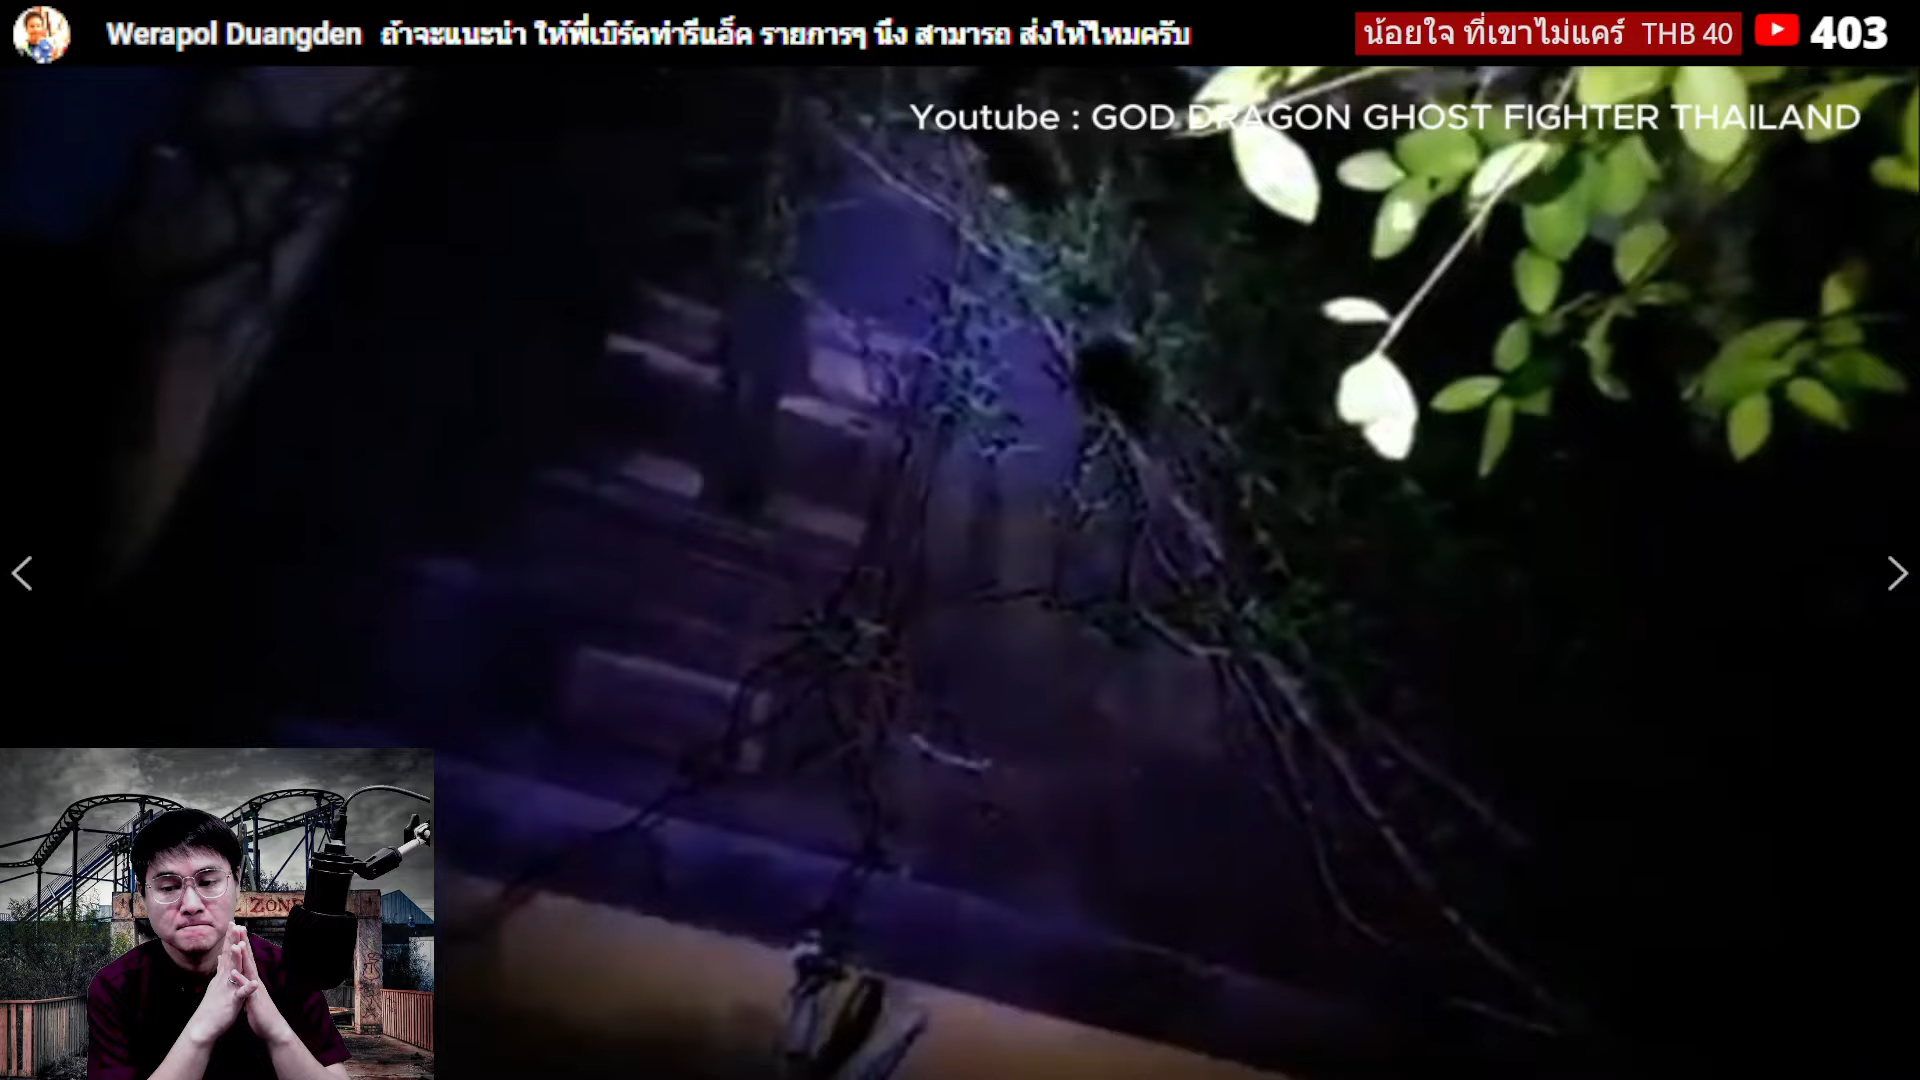 Werapol Duangden ถ้าจะแนะนำ ให้พี่เบิร์ดท่ารีแอ็ค รายการๆ นึง สามารถ ส่งให้ไหมครับ
น้อยใจ ที่เขาไม่แคร์ THB 40
403
Youtube : GOD DRAGON GHOST FIGHTER THAILAND
ZONE